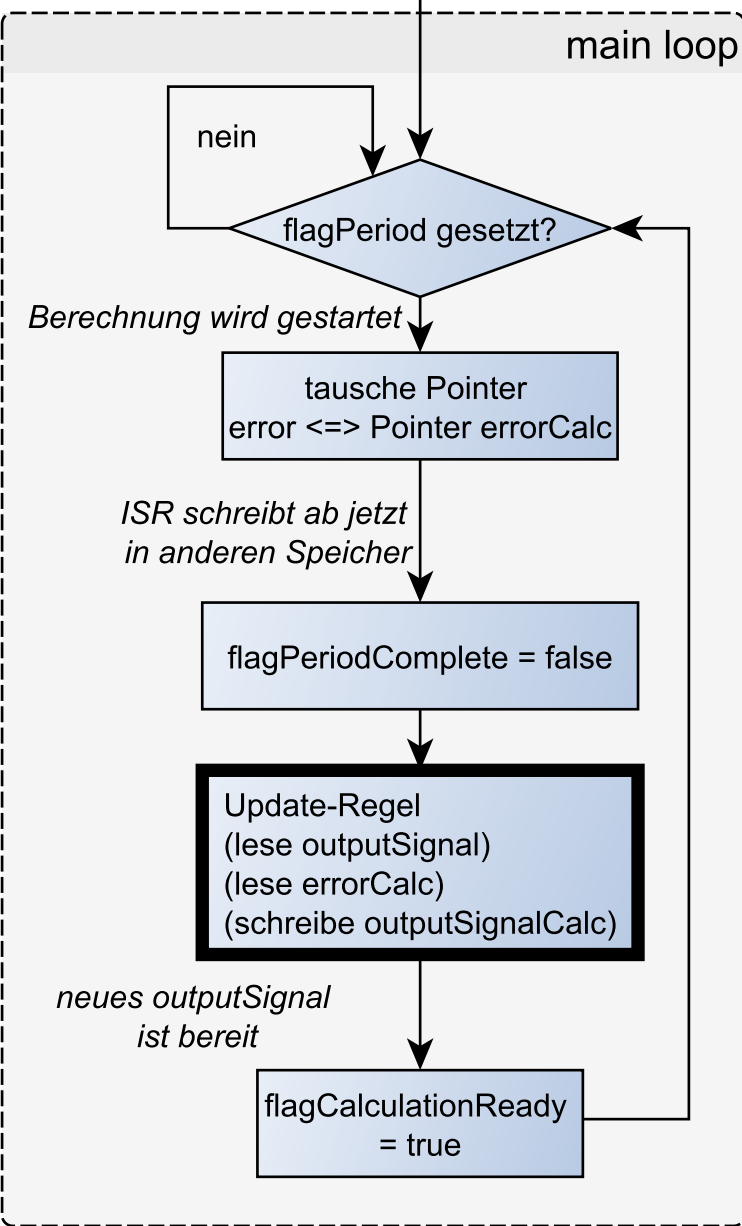 main loop
nein
flagPeriod gesetzt?
Berechnung wird gestartet
tausche Pointer
error <=> Pointer errorCalc
ISR schreibt ab jetzt
in anderen Speicher
flagPeriodComplete = false
Update-Regel
(lese outputSignal)
(lese errorCalc)
(schreibe outputSignalCalc)
neues outputSignal
ist bereit
flagCalculationReady
= true